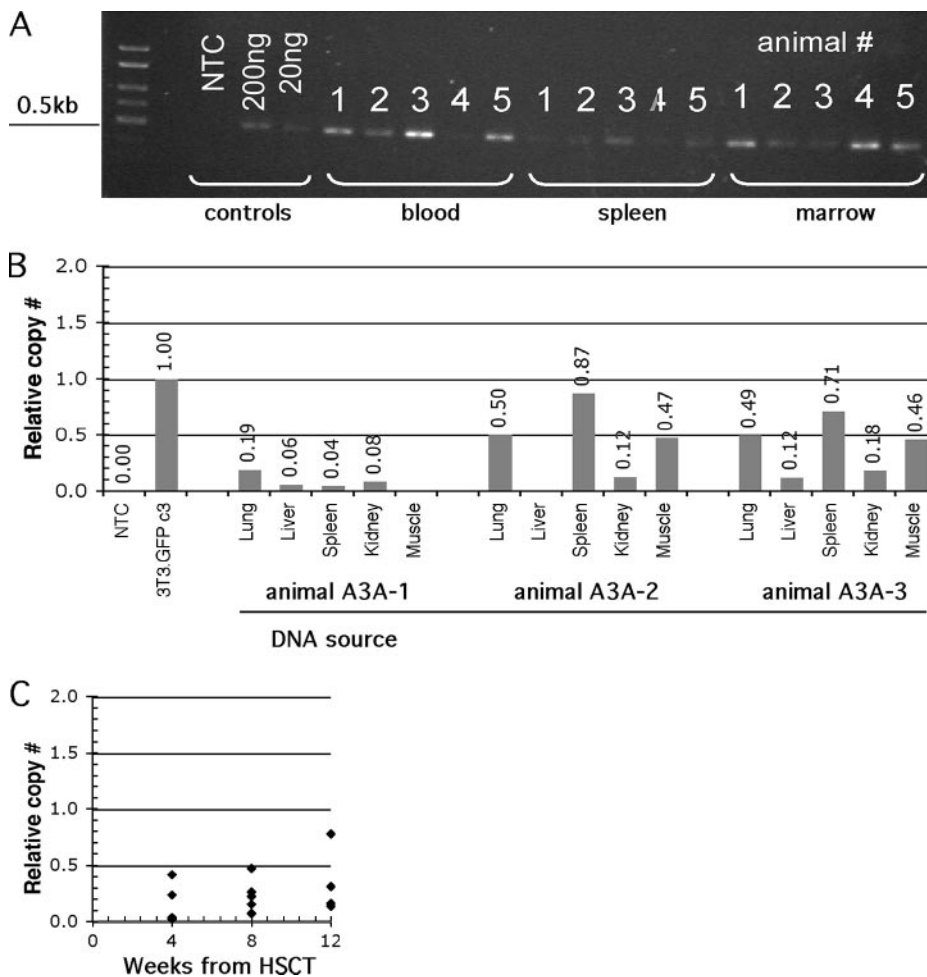 A
NTC
200ng
20ng
animal #
0.5kb
1 2 3 4 5 1 2 3 4 5 1 2 3 4 5
controls blood spleen marrow
B
Relative copy #
2.0
1.5
1.0
0.5
0.0
0.00 1.00 0.19 0.06 0.04 0.08 0.50 0.87 0.12 0.47 0.49 0.12 0.71 0.18 0.46
NTC 3T3.GFP c3 Lung Liver Spleen Kidney Muscle Lung Liver Spleen Kidney Muscle Lung Liver Spleen Kidney Muscle
animal A3A-1 animal A3A-2 animal A3A-3
DNA source
C
Relative copy #
2.0
1.5
1.0
0.5
0.0
0 4 8 12
Weeks from HSCT